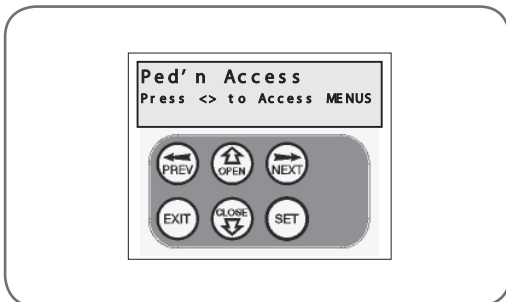 Ped'n Access
Press <> to Access MENUS
PREV
OPEN
NEXT
EXIT
CLOSE
SET